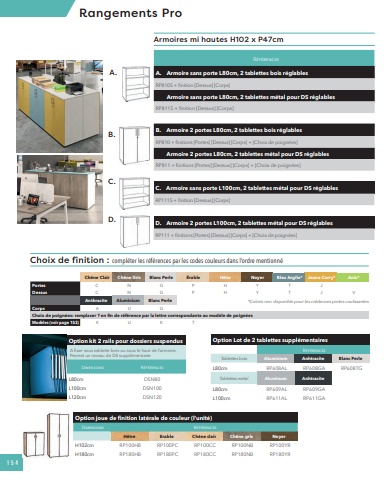 Rangements Pro
Armoires mi hautes H102 x P47cm
RÉFÉRENCES
A.
A. Armoire sans porte L80cm, 2 tablettes bois réglables
RP8105 + finition [Dessus] [Corps]
Armoire sans porte L80cm, 2 tablettes métal pour DS réglables
RP8115 + finition [Dessus] [Corps]
B.
B. Armoire 2 portes L80cm, 2 tablettes bois réglables
RP810 + finitions [Portes] [Dessus] [Corps] + [Choix de poignées]
Armoire 2 portes L80cm, 2 tablettes métal pour DS réglables
RP811 + finitions [Portes] [Dessus] [Corps] + [Choix de poignées]
C.
C. Armoire sans porte L100cm, 2 tablettes métal pour DS réglables
RP1115 + finition [Dessus] [Corps]
D.
D. Armoire 2 portes L100cm, 2 tablettes métal pour DS réglables
RP111 + finitions [Portes] [Dessus] [Corps] + [Choix de poignées]
Choix de finition : compléter les références par les codes couleurs dans l'ordre mentionné
Chêne Clair Chêne Gris Blanc Perle Erable Hêtre Noyer Bleu Argile* Jaune Curry* Anis*
Portes C N O P H Y T J
Dessus C N O P H Y T J V
Anthracite Aluminium Blanc Perle
*Coloris non disponible pour les crédences portes coulissantes
Corps A U O
Choix de poignées: remplacer ? en fin de référence par la lettre correspondante au modèle de poignées
Modèles (voir page 163) X U R T
Option kit 2 rails pour dossiers suspendus
A fixer sous tablette bois ou sous le haut de l'armoire
Permet un niveau de DS supplémentaire
DIMENSIONS RÉFÉRENCES
L80cm DSN80
L100cm DSN100
L120cm DSN120
Option Lot de 2 tablettes supplémentaires
RÉFÉRENCES
Tablettes bois Aluminium Anthracite Blanc Perle
L80cm RP608AL RP608GA RP608TG
Tablettes métal Aluminium Anthracite
L80cm RP609AL RP609GA
L100cm RP611AL RP611GA
Option joue de finition latérale de couleur (l'unité)
DIMENSIONS RÉFÉRENCES
Hêtre Erable Chêne clair Chêne gris Noyer
H102cm RP100HB RP100PC RP100CC RP100NB RP100YR
H180cm RP180HB RP180PC RP180CC RP180NB RP180YR
154